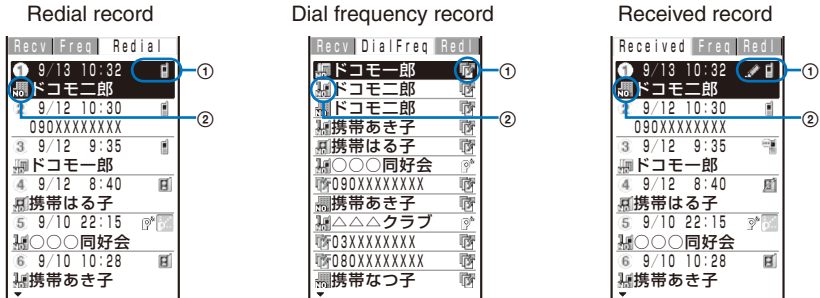 Redial record
Recv Freq Redial
1 9/13 10:32
ドコモ二郎
2 9/12 10:30
090XXXXXXXX
3 9/12 9:35
ドコモ一郎
4 9/12 8:40
携帯はる子
5 9/10 22:15
○○○同好会
6 9/10 10:28
携帯あき子
①
②
Dial frequency record
Recv DialFreq Redl
ドコモ一郎
ドコモ二郎
ドコモ二郎
携帯あき子
携帯はる子
○○○同好会
090XXXXXXXX
携帯あき子
△△△クラブ
03XXXXXXXX
080XXXXXXXX
携帯なつ子
①
②
Received record
Received Freq Redl
1 9/13 10:32
ドコモ二郎
2 9/12 10:30
090XXXXXXXX
3 9/12 9:35
ドコモ一郎
4 9/12 8:40
携帯はる子
5 9/10 22:15
○○○同好会
6 9/10 10:28
携帯あき子
①
②